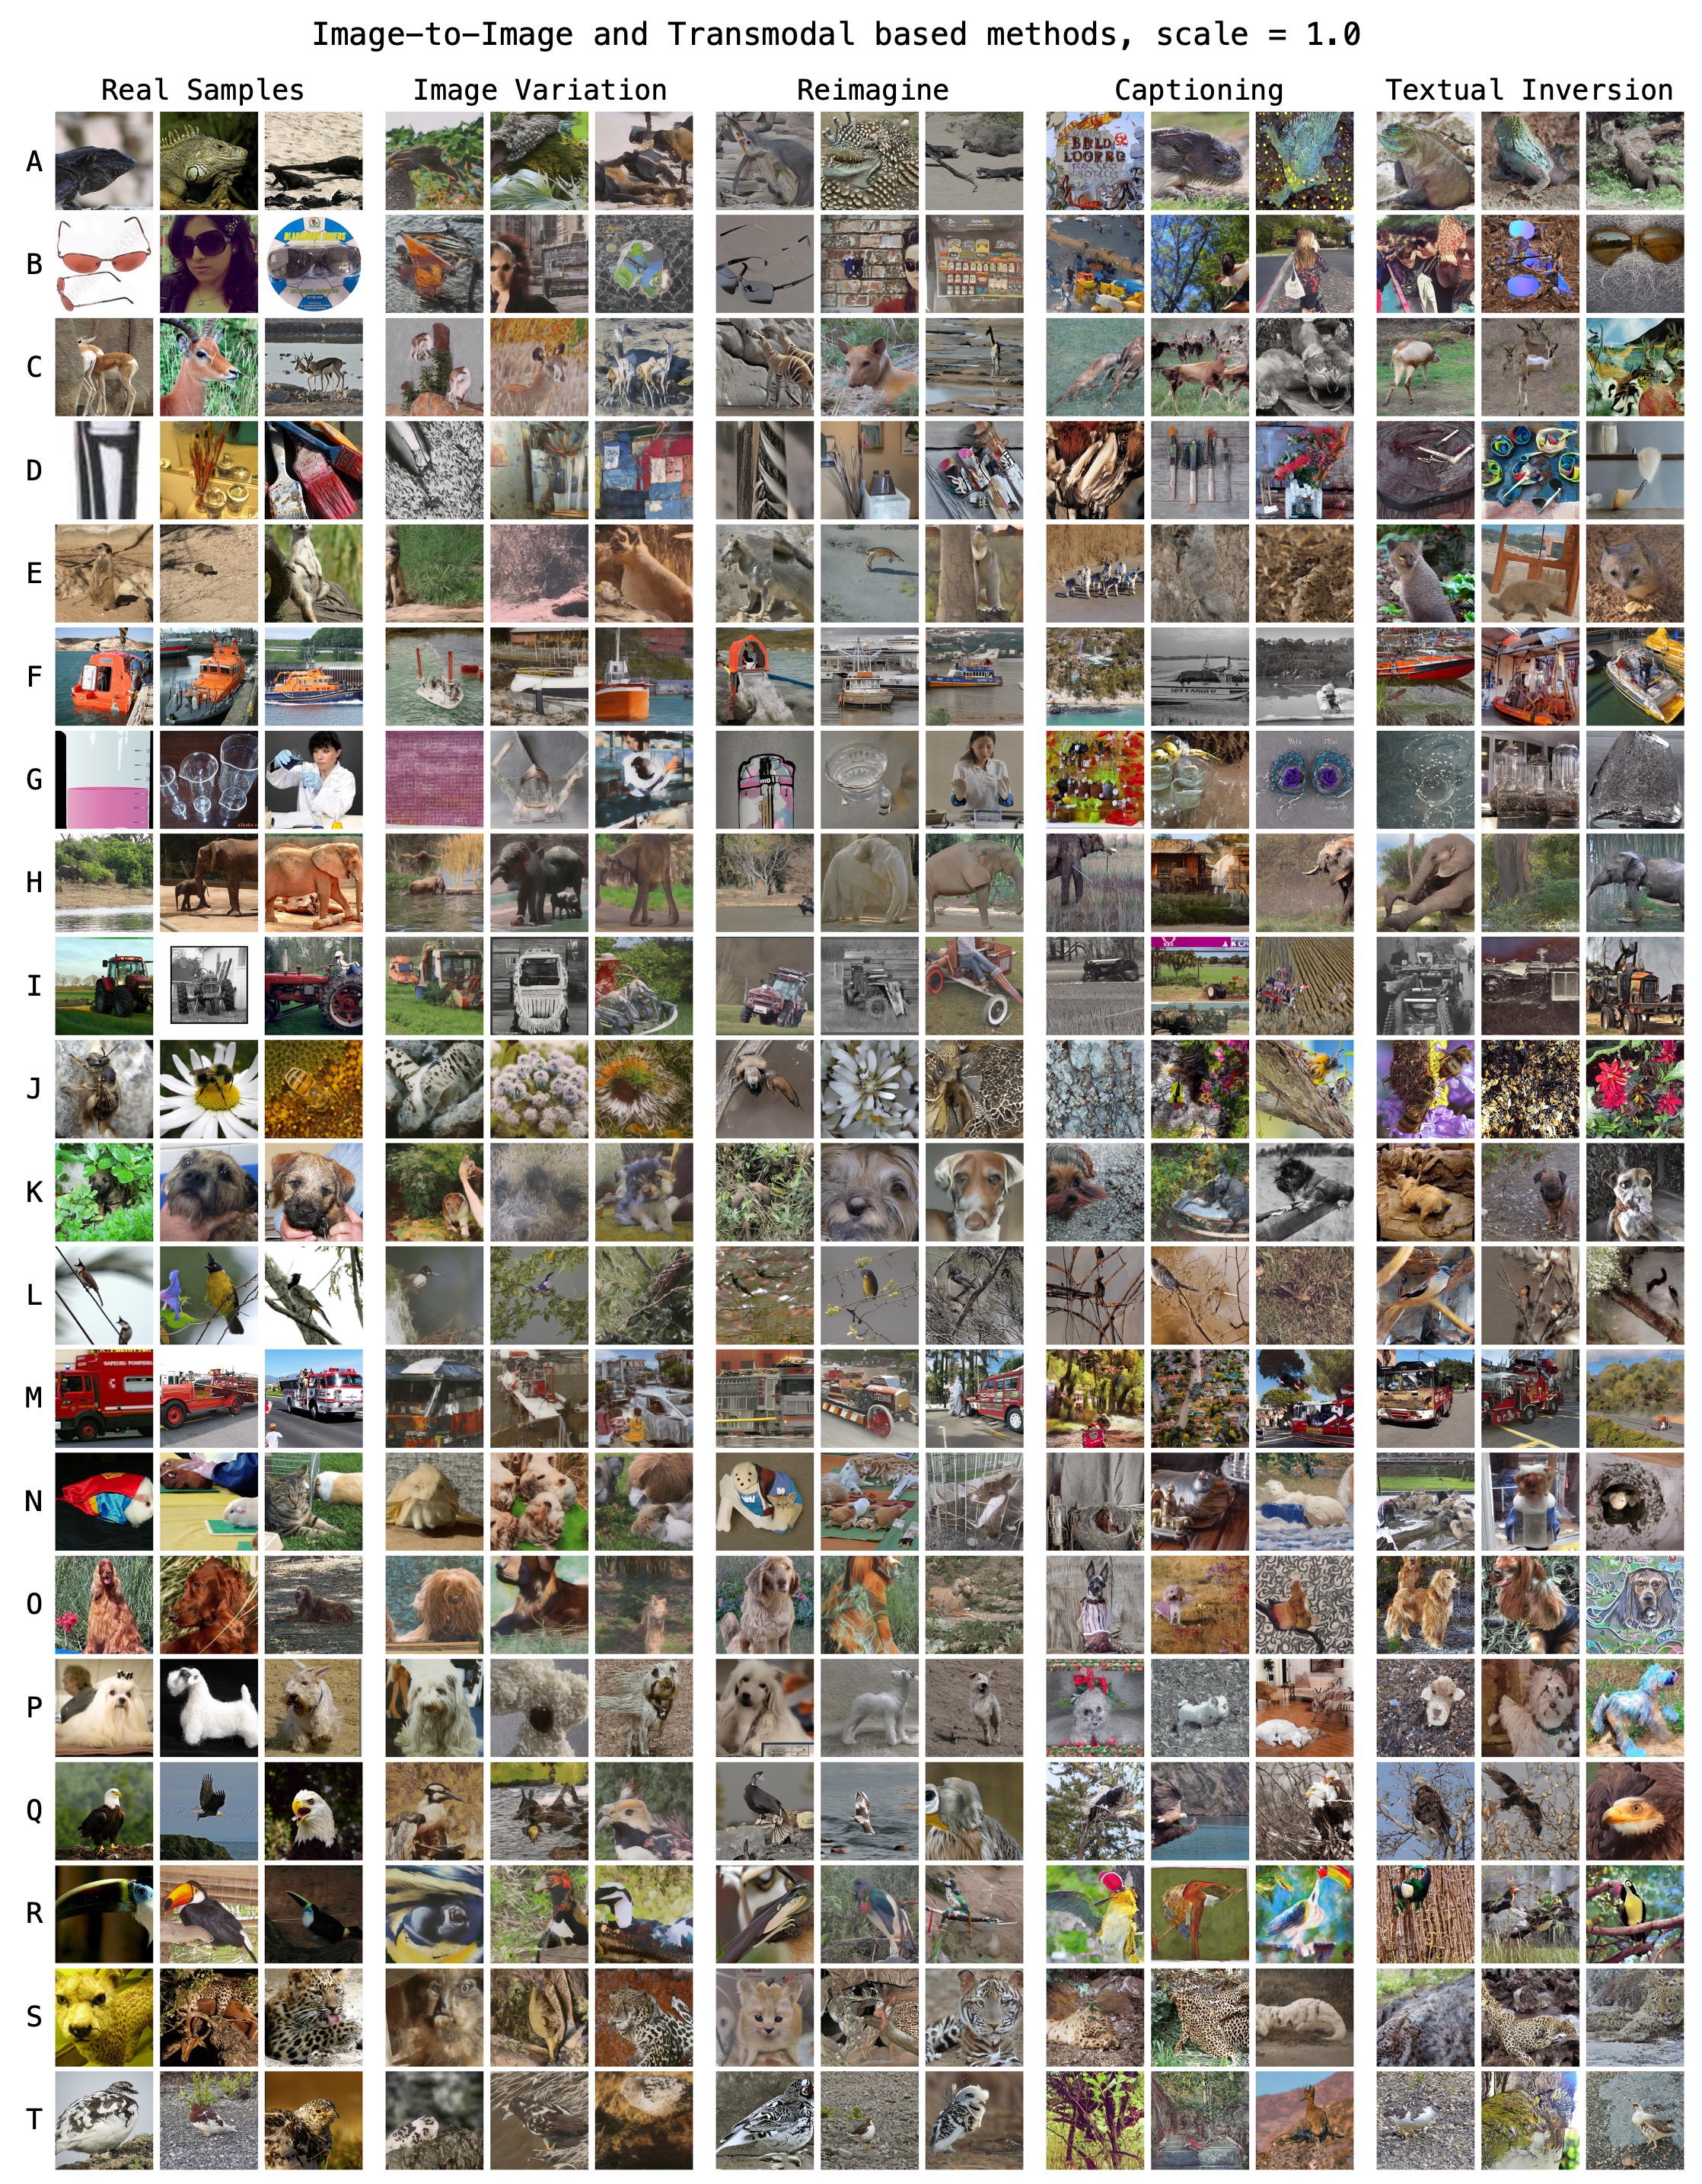 Image-to-Image and Transmodal based methods, scale = 1.0
Real Samples Image Variation Reimagine Captioning Textual Inversion
A
B
C
D
E
F
G
H
I
J
K
L
M
N
O
P
Q
R
S
T